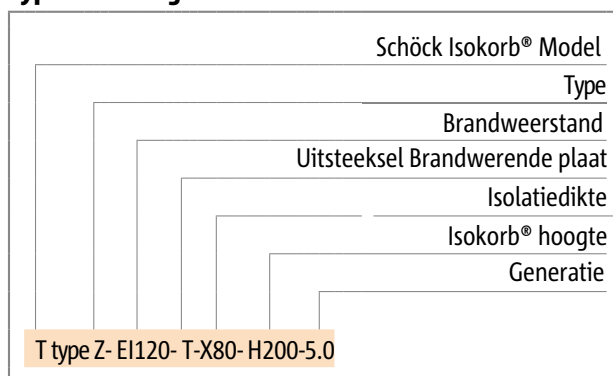 Schöck Isokorb® Model
Type
Brandweerstand
Uitsteeksel Brandwerende plaat
Isolatiedikte
Isokorb® hoogte
Generatie
T type Z- EI120- T-X80- H200-5.0